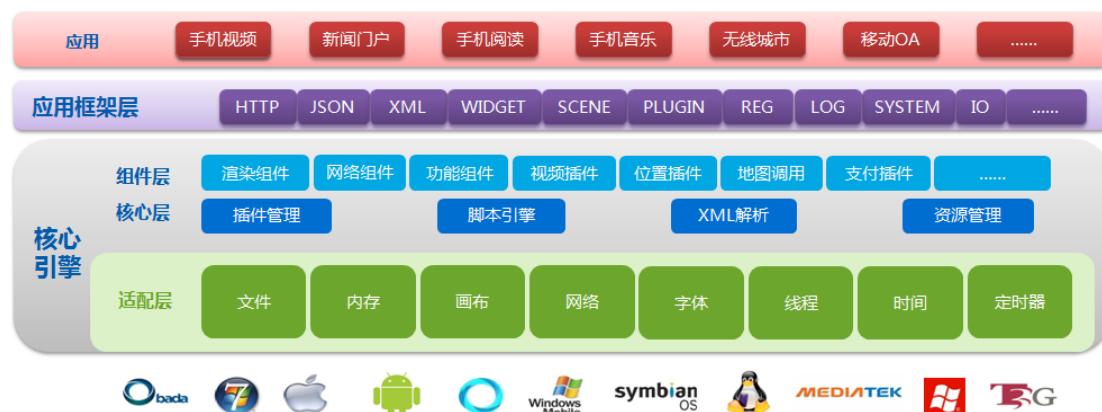 应用 手机视频 新闻门户 手机阅读 手机音乐 无线城市 移动OA ......
应用框架层 HTTP JSON XML WIDGET SCENE PLUGIN REG LOG SYSTEM IO ......
组件层 渲染组件 网络组件 功能组件 视频插件 位置插件 地图调用 支付插件 ......
核心层 插件管理 脚本引擎 XML解析 资源管理
核心
引擎
适配层 文件 内存 画布 网络 字体 线程 时间 定时器
bada 7 Windows Mobile symbian OS MEDIATEK